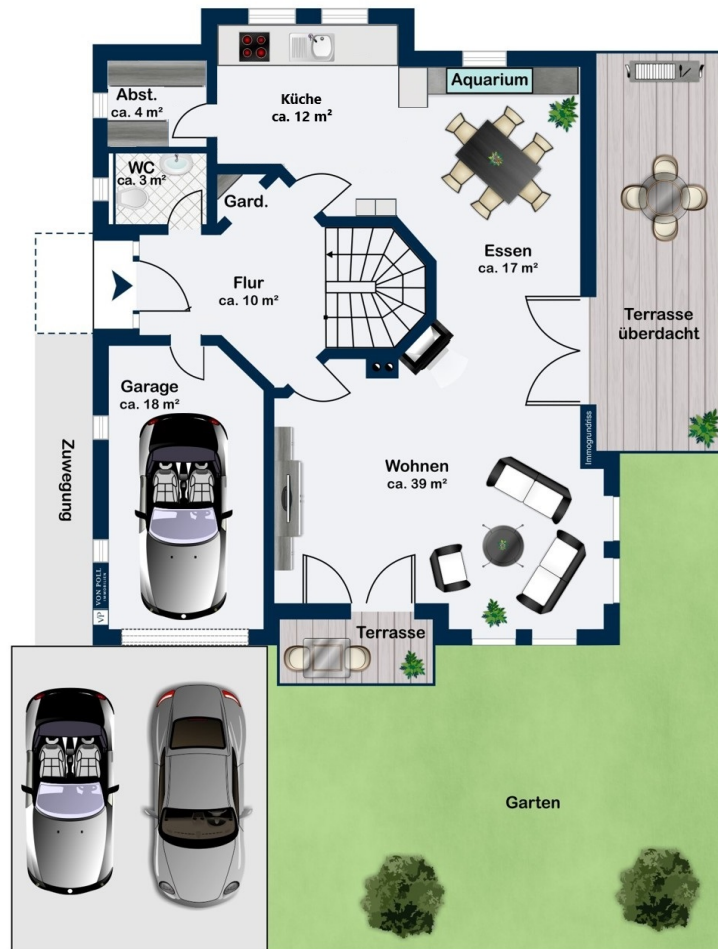 Aquarium
Abst.
ca. 4 m²
Küche
ca. 12 m²
WC
ca. 3 m²
Gard.
Essen
ca. 17 m²
Flur
ca. 10 m²
Terrasse
überdacht
Garage
ca. 18 m²
Zuwegung
Wohnen
ca. 39 m²
Immogrundriss
VP VON POLL
IMMOBILIEN
Terrasse
Garten